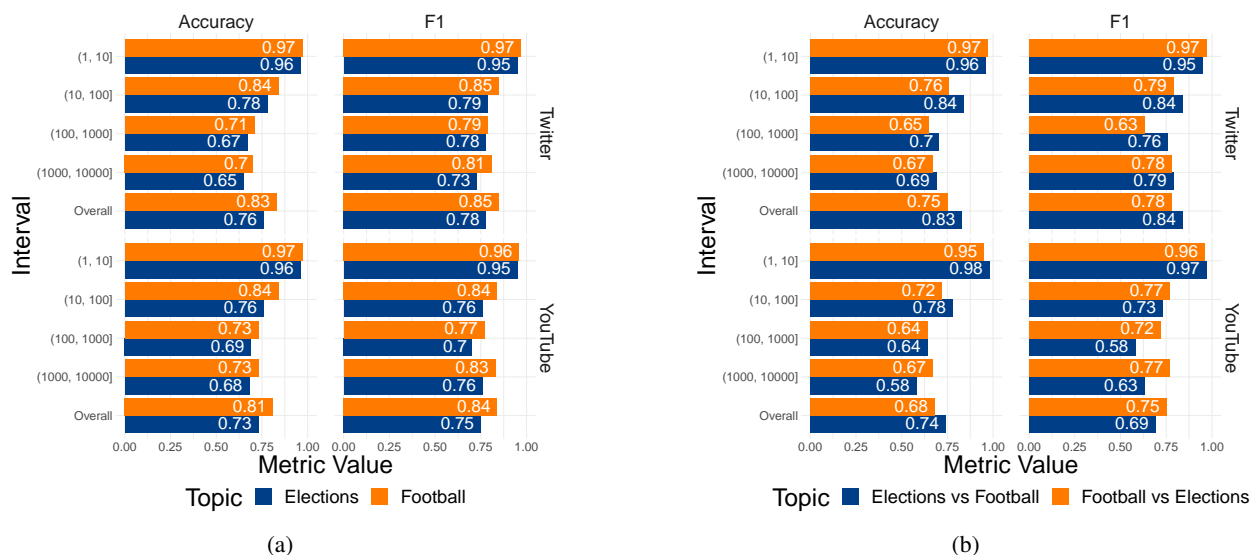 Accuracy F1
(1, 10] 0.97 0.97
0.96 0.95
(10, 100] 0.84 0.85
0.78 0.79
(100, 1000] 0.71 0.79
0.67 0.78
(1000, 10000] 0.7 0.81
0.65 0.73
Overall 0.83 0.85
0.76 0.78
Twitter
(1, 10] 0.97 0.96
0.96 0.95
(10, 100] 0.84 0.84
0.76 0.76
(100, 1000] 0.73 0.77
0.69 0.7
(1000, 10000] 0.73 0.83
0.68 0.76
Overall 0.81 0.84
0.73 0.75
YouTube
Interval
0.00 0.25 0.50 0.75 1.00 0.00 0.25 0.50 0.75 1.00
Metric Value
Topic Elections Football
(a)
Accuracy F1
(1, 10] 0.97 0.97
0.96 0.95
(10, 100] 0.76 0.79
0.84 0.84
(100, 1000] 0.65 0.63
0.7 0.76
(1000, 10000] 0.67 0.78
0.69 0.79
Overall 0.75 0.78
0.83 0.84
Twitter
(1, 10] 0.95 0.96
0.98 0.97
(10, 100] 0.72 0.77
0.78 0.73
(100, 1000] 0.64 0.72
0.64 0.58
(1000, 10000] 0.67 0.77
0.58 0.63
Overall 0.68 0.75
0.74 0.69
YouTube
Interval
0.00 0.25 0.50 0.75 1.00 0.00 0.25 0.50 0.75 1.00
Metric Value
Topic Elections vs Football Football vs Elections
(b)